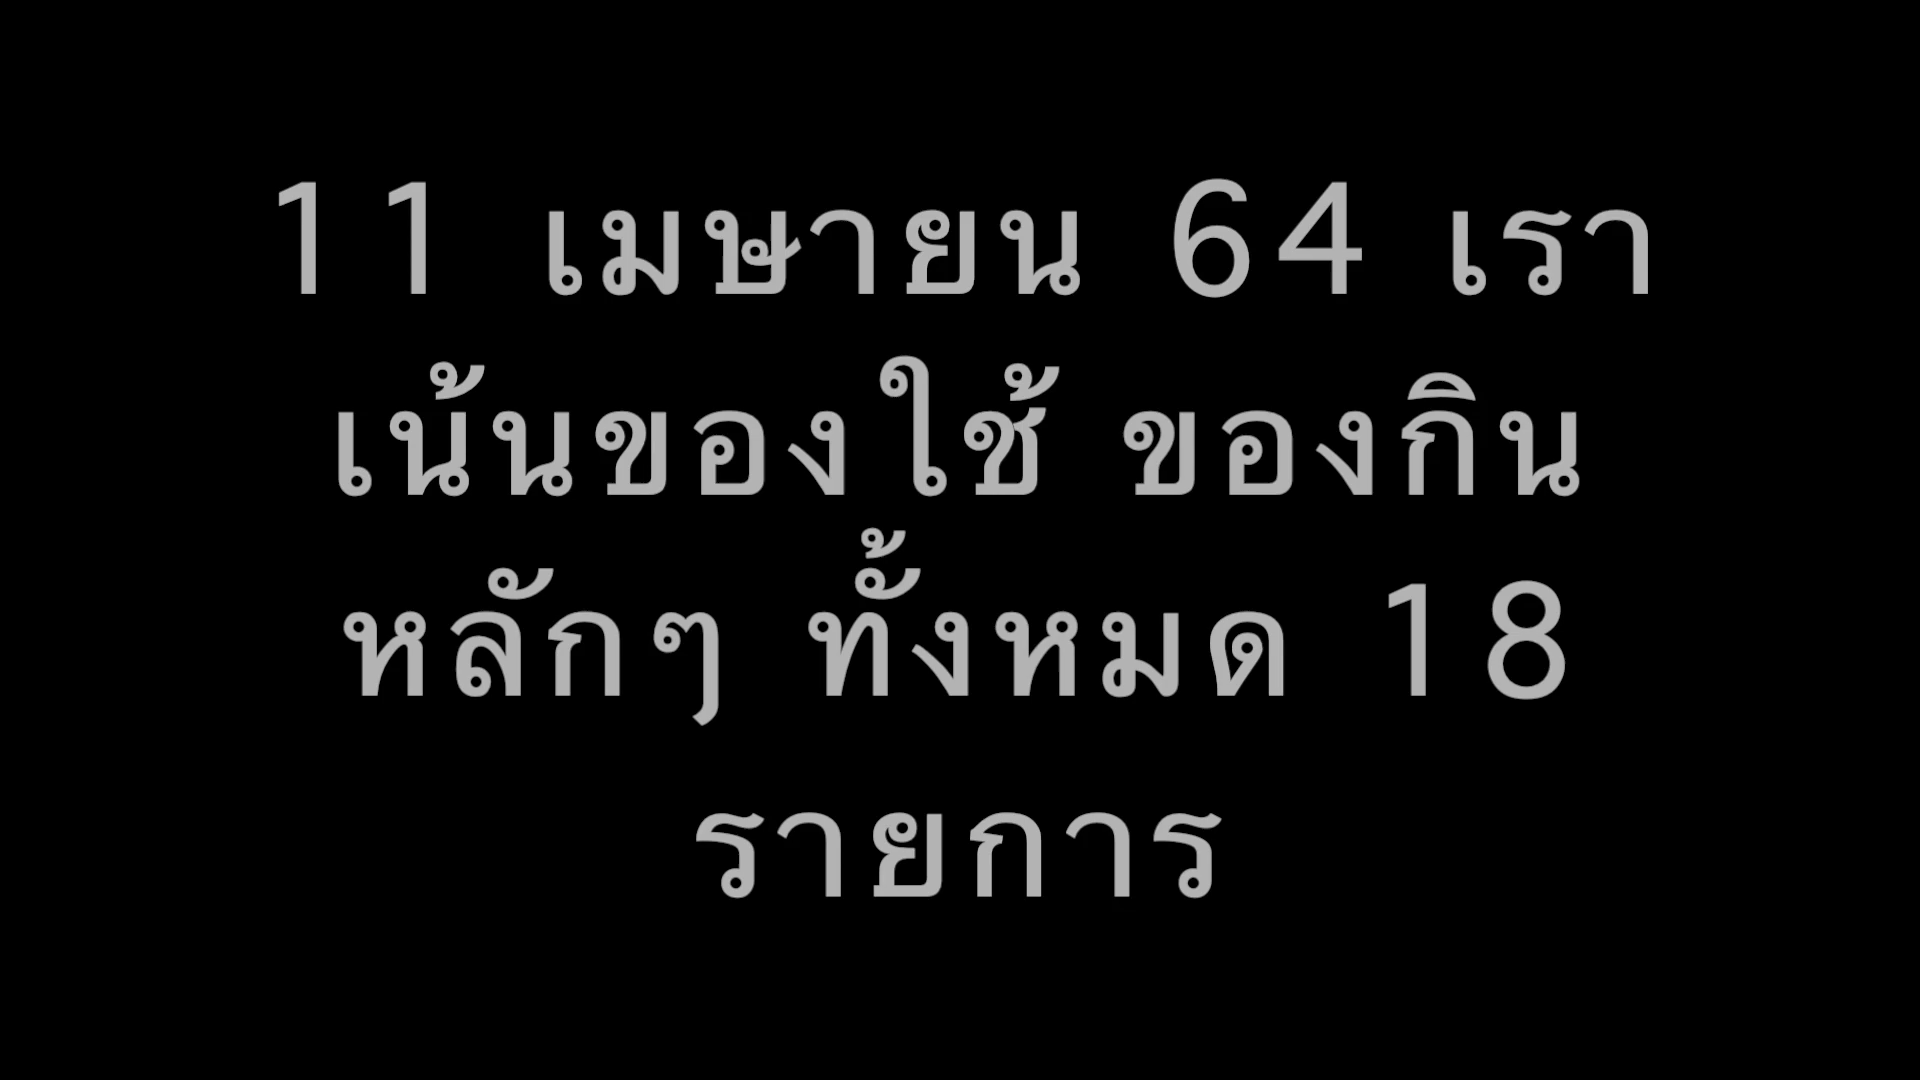 11 เมษายน 64 เรา
เน้นของใช้ ของกิน
หลักๆ ทั้งหมด 18
รายการ